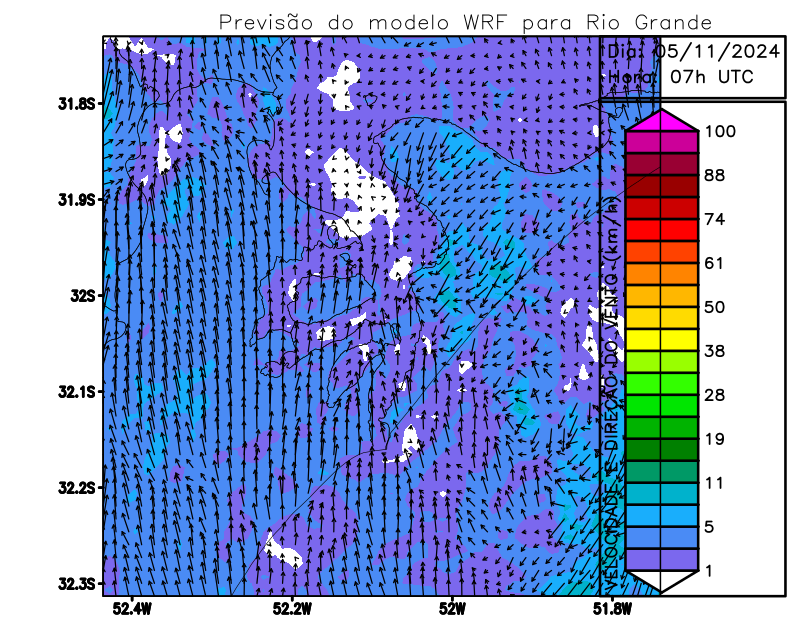 Previsão do modelo WRF para Rio Grande
Dia: 05/11/2024
Hora: 07h UTC
31.8S
31.9S
32S
32.1S
32.2S
32.3S
52.4W
52.2W
52W
51.8W
VELOCIDADE E DIREÇÃO DO VENTO (km/h)
100
88
74
61
50
38
28
19
11
5
1